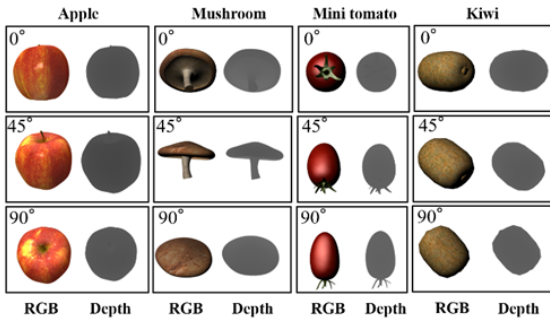 Apple Mushroom Mini tomato Kiwi
0° 0° 0° 0°
45° 45° 45° 45°
90° 90° 90° 90°
RGB Depth RGB Depth RGB Depth RGB Depth